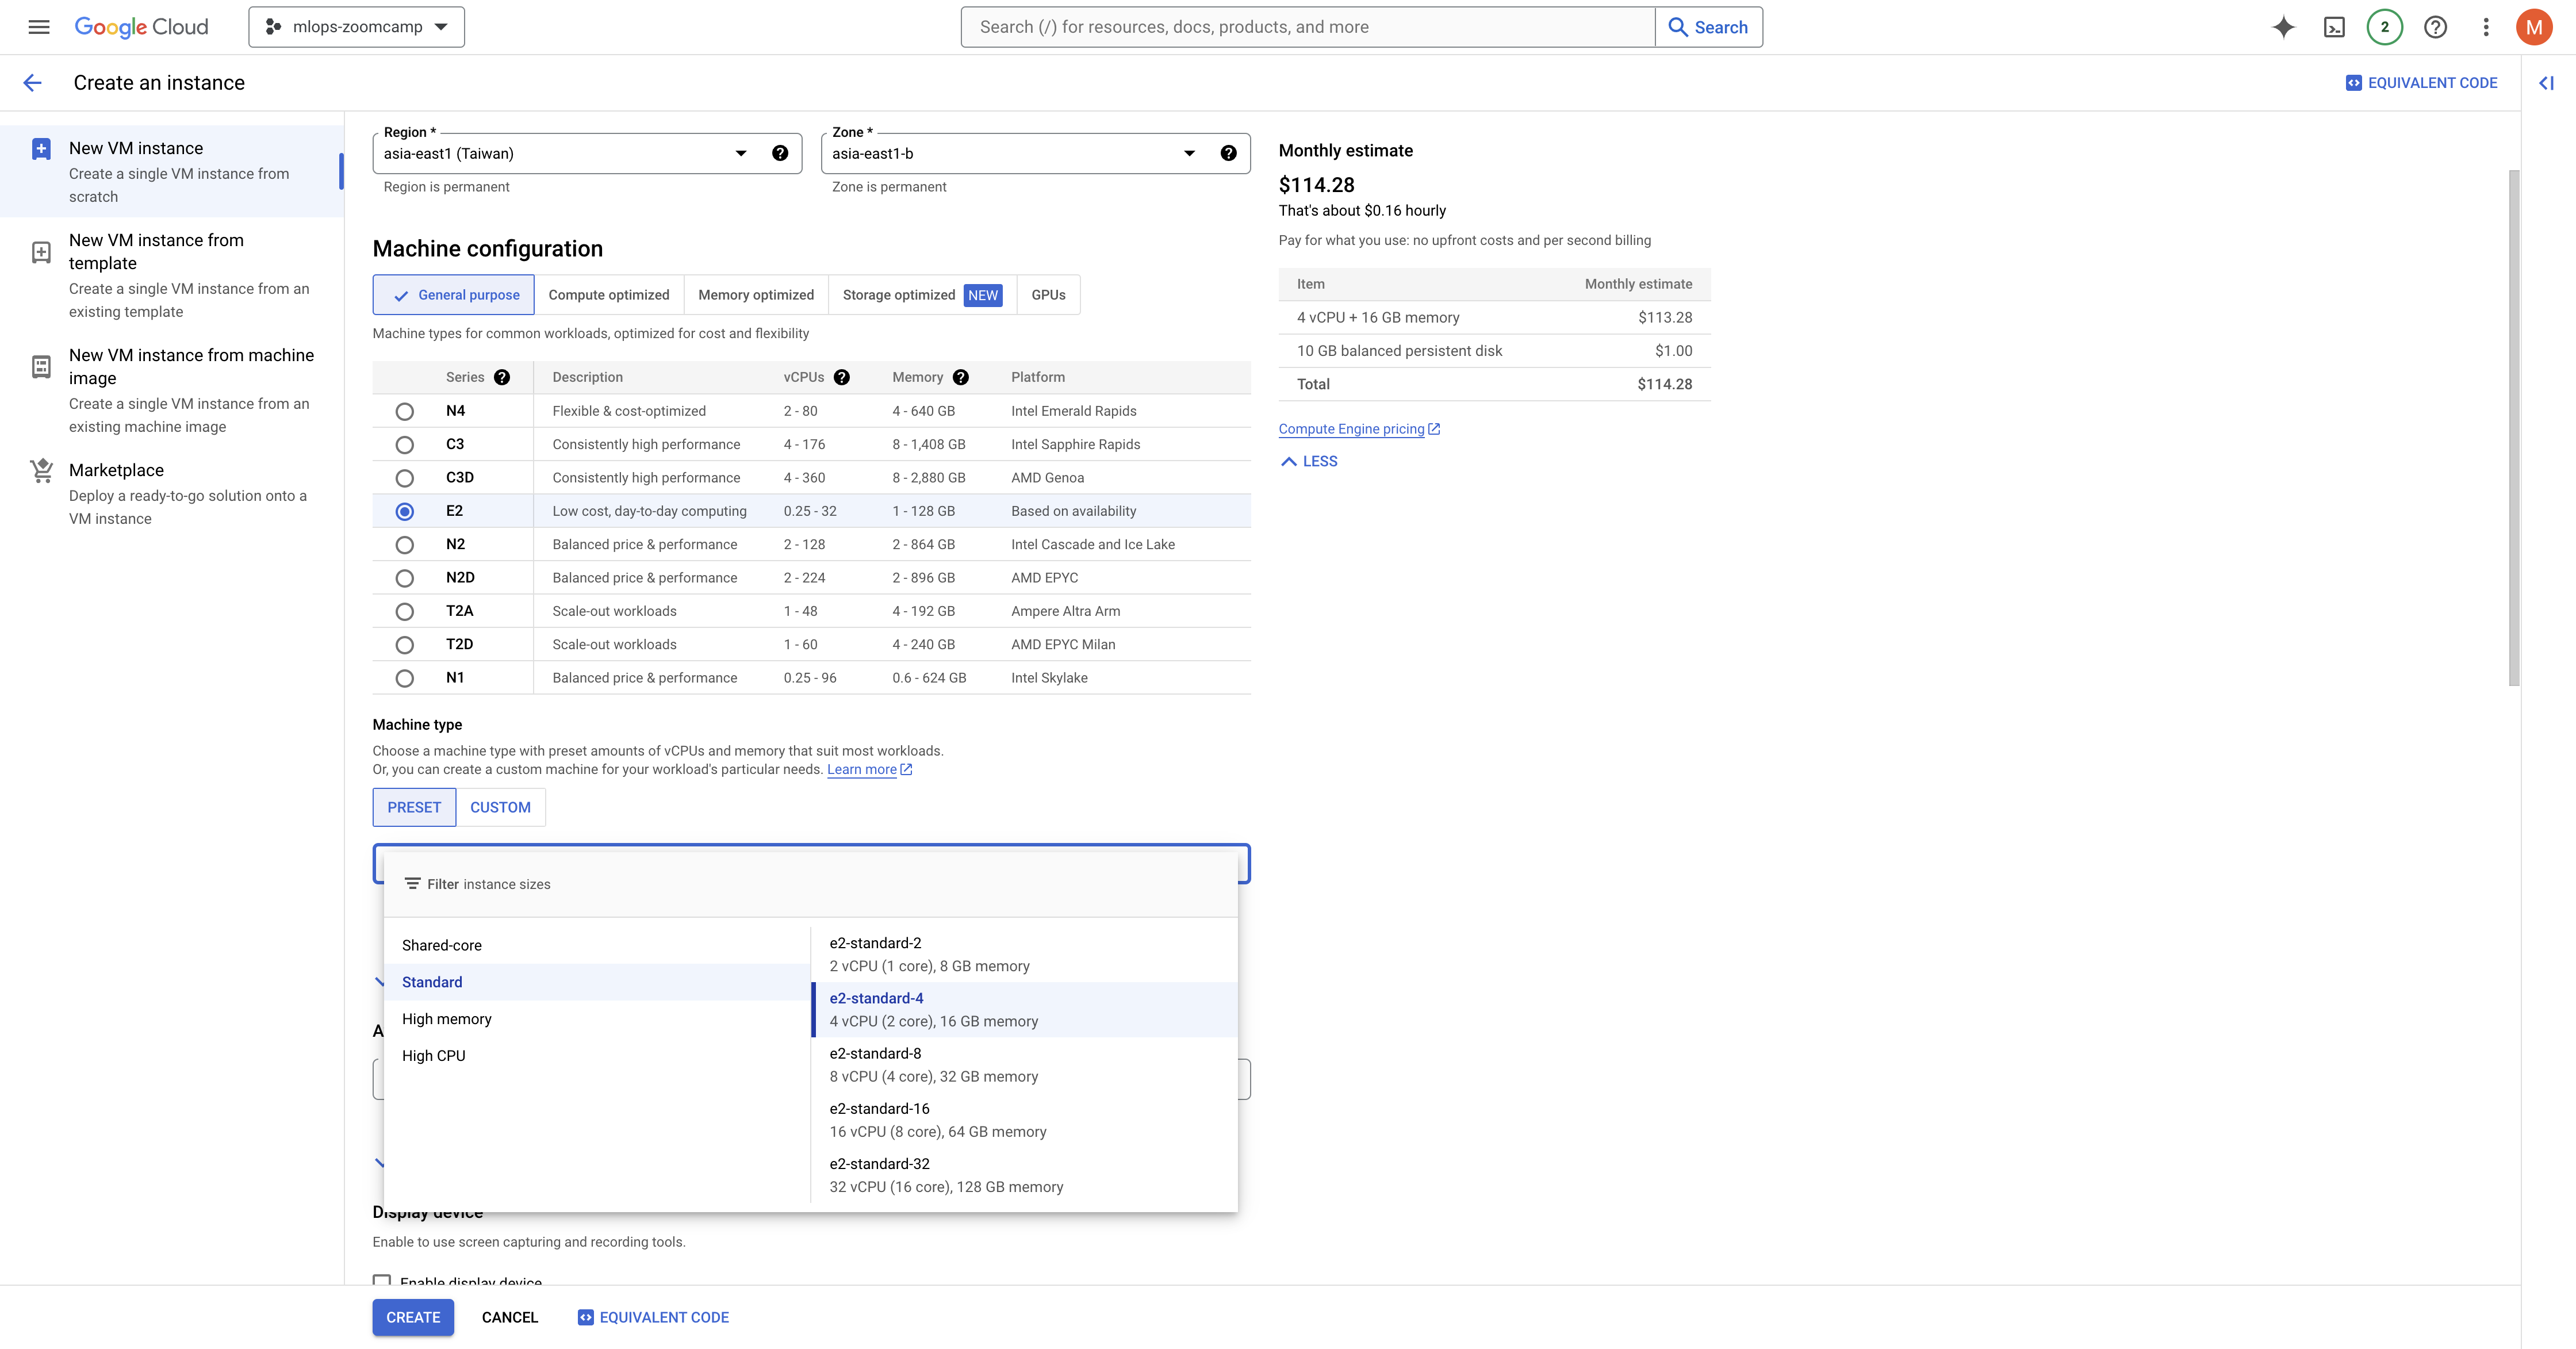 Google Cloud
mlops-zoomcamp
Search (/) for resources, docs, products, and more
Search
2
M
Create an instance
EQUIVALENT CODE
New VM instance
Create a single VM instance from
scratch
New VM instance from
template
Create a single VM instance from an
existing template
New VM instance from machine
image
Create a single VM instance from an
existing machine image
Marketplace
Deploy a ready-to-go solution onto a
VM instance
Region *
asia-east1 (Taiwan)
Region is permanent
Zone *
asia-east1-b
Zone is permanent
Machine configuration
General purpose Compute optimized Memory optimized Storage optimized NEW GPUs
Machine types for common workloads, optimized for cost and flexibility
Series Description vCPUs Memory Platform
N4 Flexible & cost-optimized 2 - 80 4 - 640 GB Intel Emerald Rapids
C3 Consistently high performance 4 - 176 8 - 1,408 GB Intel Sapphire Rapids
C3D Consistently high performance 4 - 360 8 - 2,880 GB AMD Genoa
E2 Low cost, day-to-day computing 0.25 - 32 1 - 128 GB Based on availability
N2 Balanced price & performance 2 - 128 2 - 864 GB Intel Cascade and Ice Lake
N2D Balanced price & performance 2 - 224 2 - 896 GB AMD EPYC
T2A Scale-out workloads 1 - 48 4 - 192 GB Ampere Altra Arm
T2D Scale-out workloads 1 - 60 4 - 240 GB AMD EPYC Milan
N1 Balanced price & performance 0.25 - 96 0.6 - 624 GB Intel Skylake
Machine type
Choose a machine type with preset amounts of vCPUs and memory that suit most workloads.
Or, you can create a custom machine for your workload's particular needs. Learn more
PRESET CUSTOM
Filter instance sizes
Shared-core
Standard
High memory
High CPU
e2-standard-2
2 vCPU (1 core), 8 GB memory
e2-standard-4
4 vCPU (2 core), 16 GB memory
e2-standard-8
8 vCPU (4 core), 32 GB memory
e2-standard-16
16 vCPU (8 core), 64 GB memory
e2-standard-32
32 vCPU (16 core), 128 GB memory
A
Display device
Enable to use screen capturing and recording tools.
Enable display device
CREATE CANCEL EQUIVALENT CODE
Monthly estimate
$114.28
That's about $0.16 hourly
Pay for what you use: no upfront costs and per second billing
Item Monthly estimate
4 vCPU + 16 GB memory $113.28
10 GB balanced persistent disk $1.00
Total $114.28
Compute Engine pricing
LESS